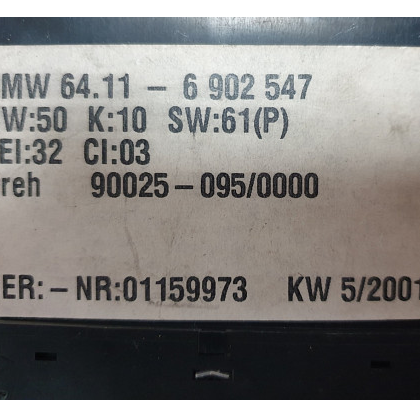 MW 64.11 – 6 902 547
W:50 K:10 SW:61(P)
EI:32 CI:03
reh 90025–095/0000
ER:–NR:01159973 KW 5/2001